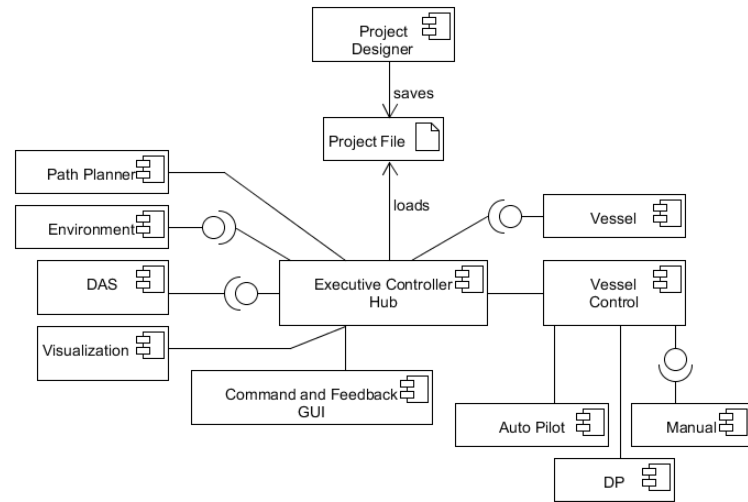 Project
Designer
saves
Project File
loads
Path Planner
Environment
Vessel
DAS
Executive Controller
Hub
Vessel
Control
Visualization
Command and Feedback
GUI
Auto Pilot
Manual
DP